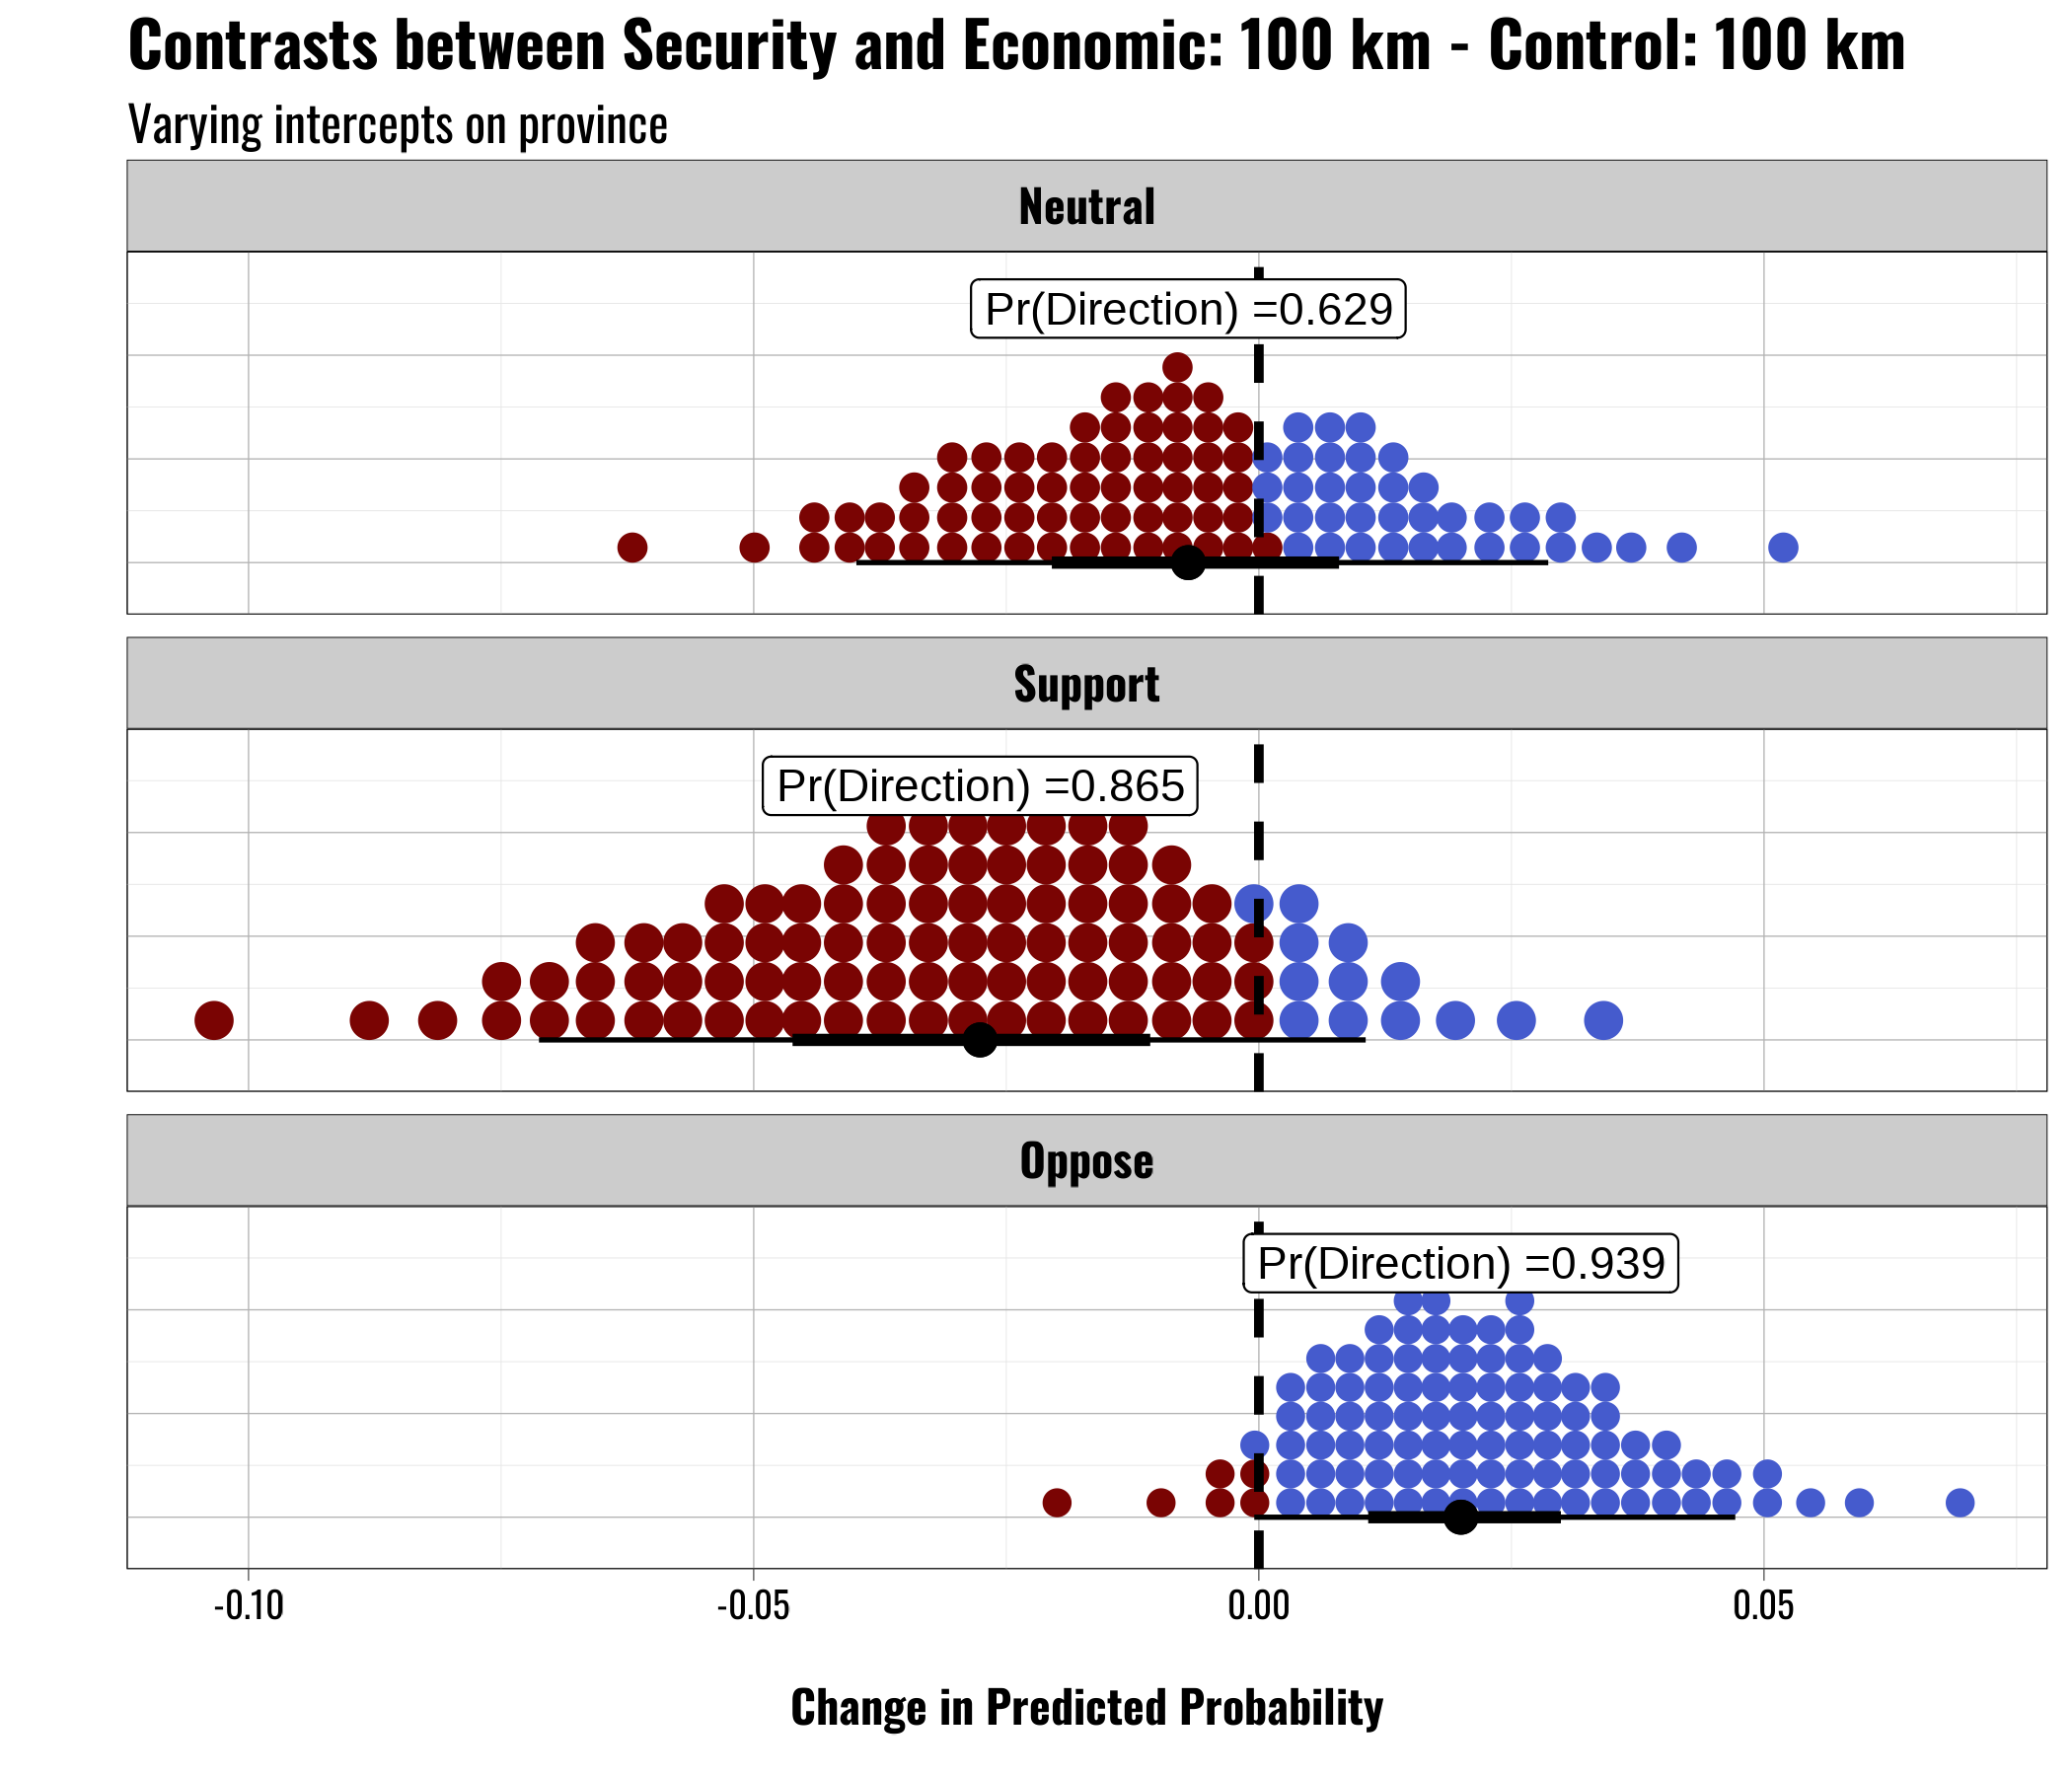 Contrasts between Security and Economic: 100 km - Control: 100 km
Varying intercepts on province
Neutral
Pr(Direction) =0.629
Support
Pr(Direction) =0.865
Oppose
Pr(Direction) =0.939
-0.10 -0.05 0.00 0.05
Change in Predicted Probability